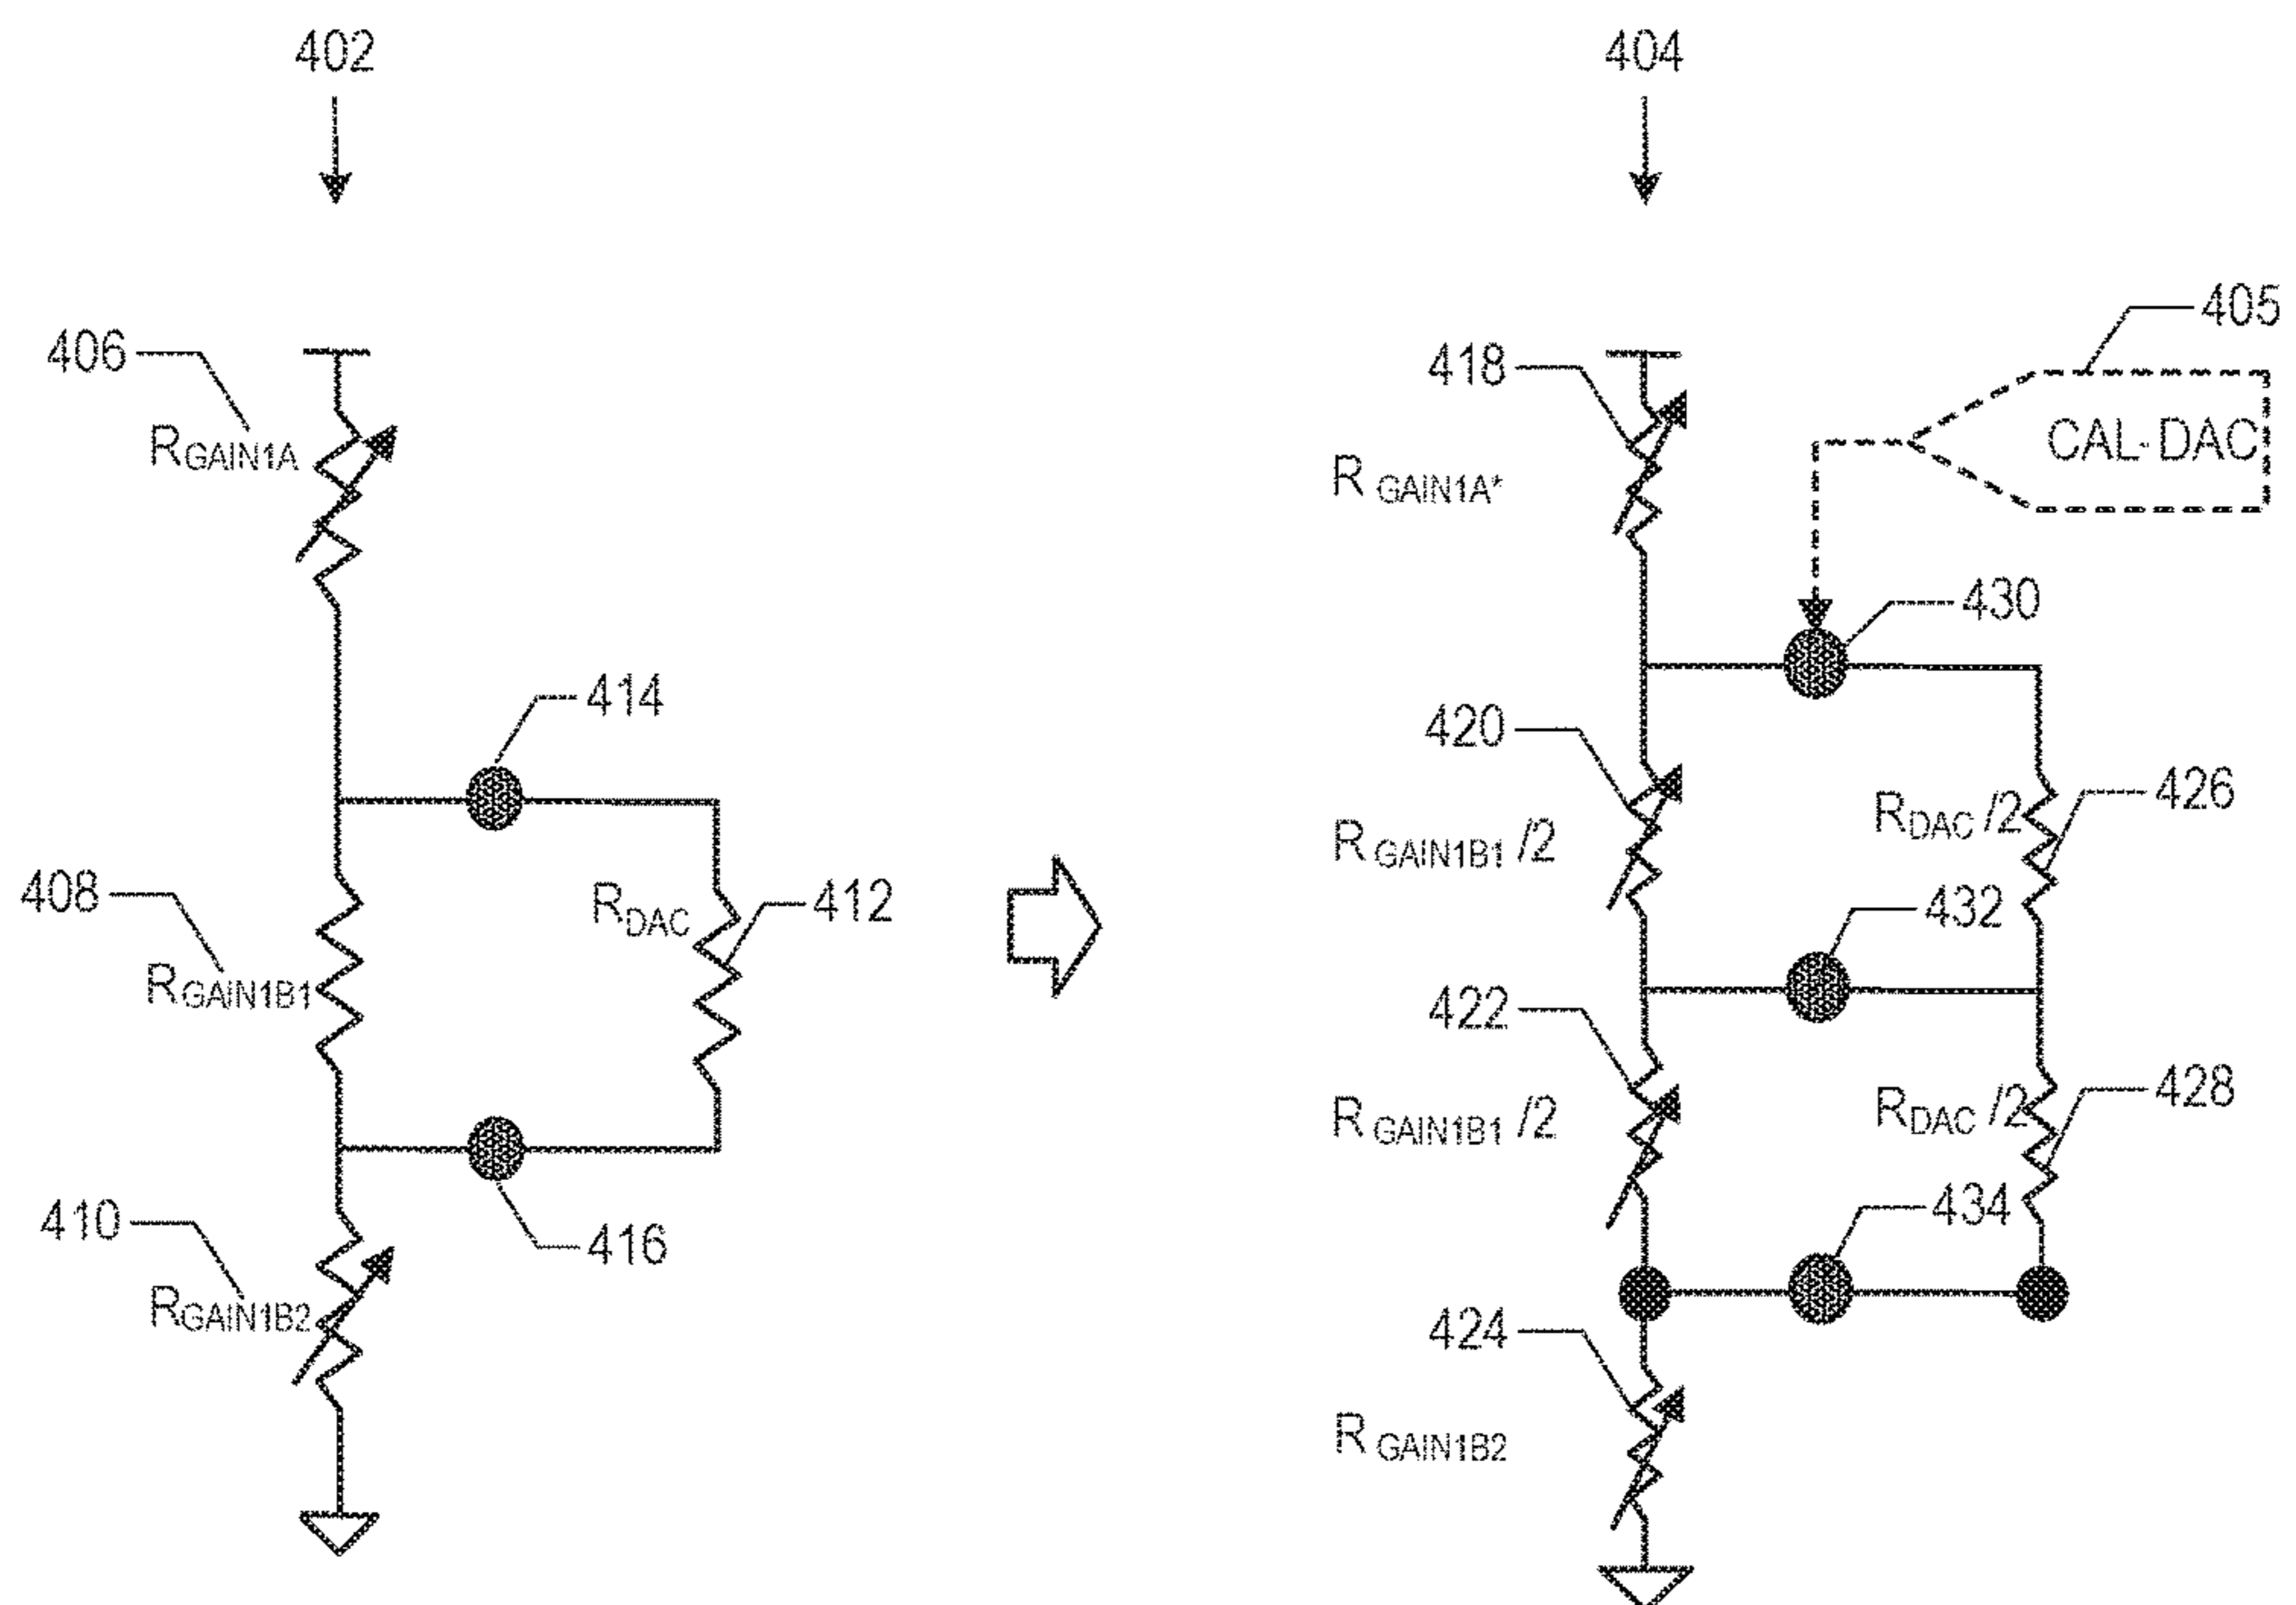 402
406
RGAIN1A
414
408
RGAIN1B1
RDAC
412
416
410
RGAIN1B2
404
405
CAL-DAC
418
R GAIN1A*
430
420
R GAIN1B1 /2
RDAC /2
426
432
422
R GAIN1B1 /2
RDAC /2
428
434
424
R GAIN1B2